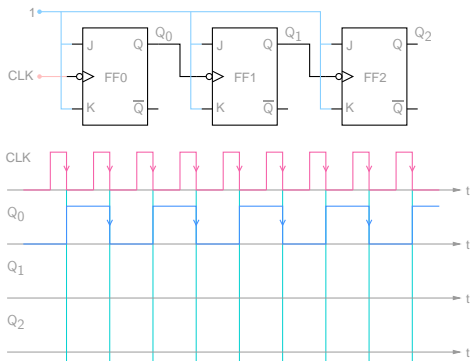 1
Q0 Q1 Q2
J Q J Q J Q
CLK FF0 FF1 FF2
K Q̅ K Q̅ K Q̅
CLK
t
Q0
t
Q1
t
Q2
t